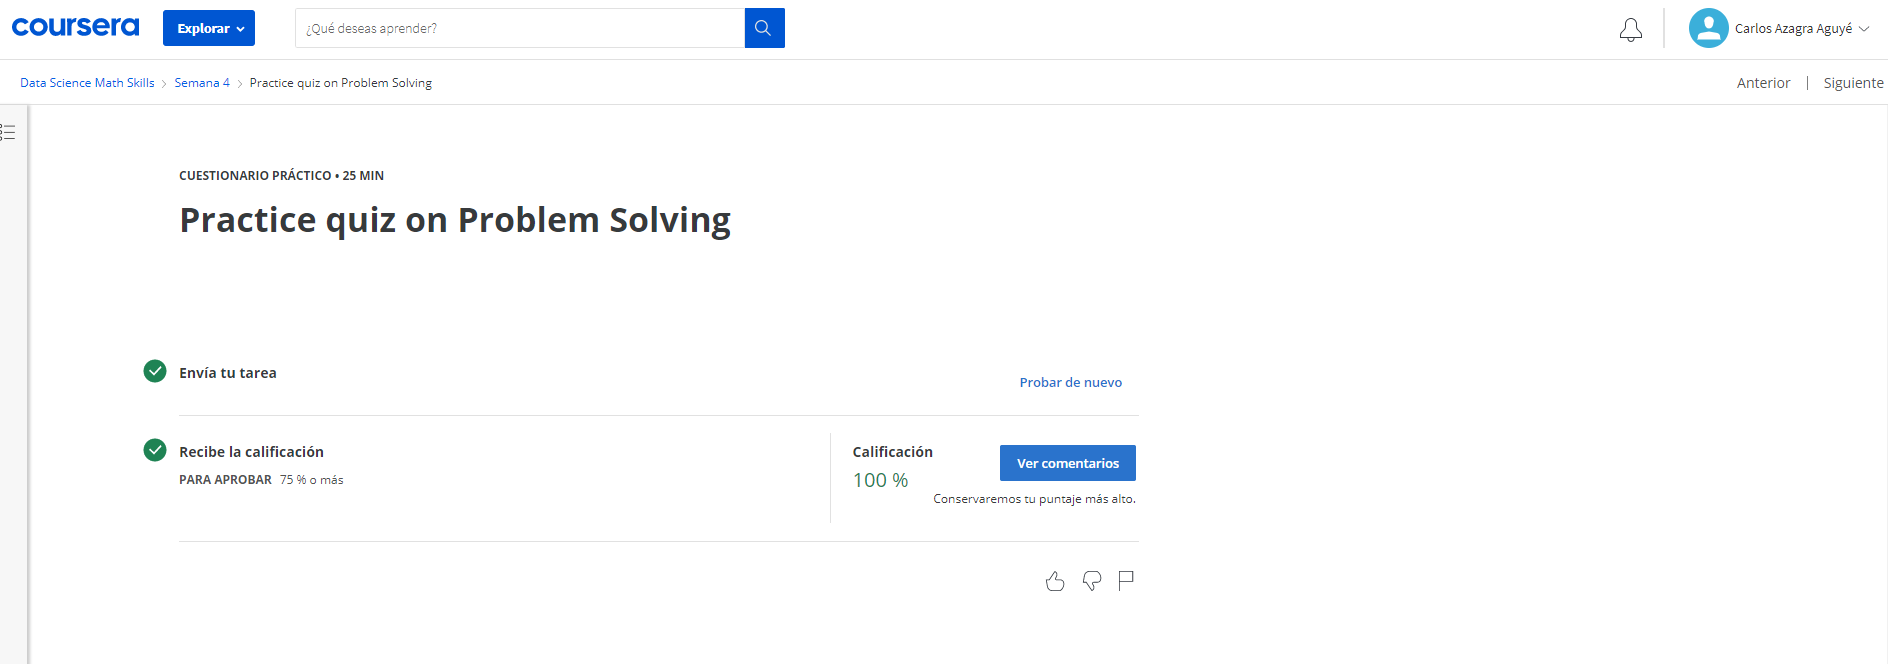 coursera
Explorar
¿Qué deseas aprender?
Carlos Azagra Aguyé
Data Science Math Skills
Semana 4
Practice quiz on Problem Solving
Anterior
Siguiente
CUESTIONARIO PRÁCTICO • 25 MIN
Practice quiz on Problem Solving
Envía tu tarea
Probar de nuevo
Recibe la calificación
PARA APROBAR 75 % o más
Calificación
100 %
Ver comentarios
Conservaremos tu puntaje más alto.